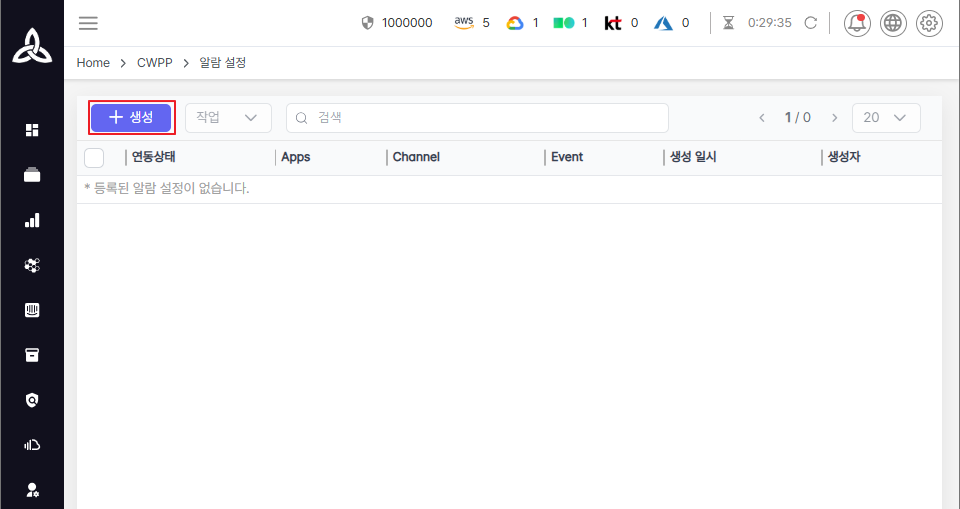 1000000 aws 5 1 1 kt 0 0 0:29:35
Home > CWPP > 알람 설정
+ 생성 작업 검색 < 1 / 0 > 20
연동상태 Apps Channel Event 생성 일시 생성자
* 등록된 알람 설정이 없습니다.